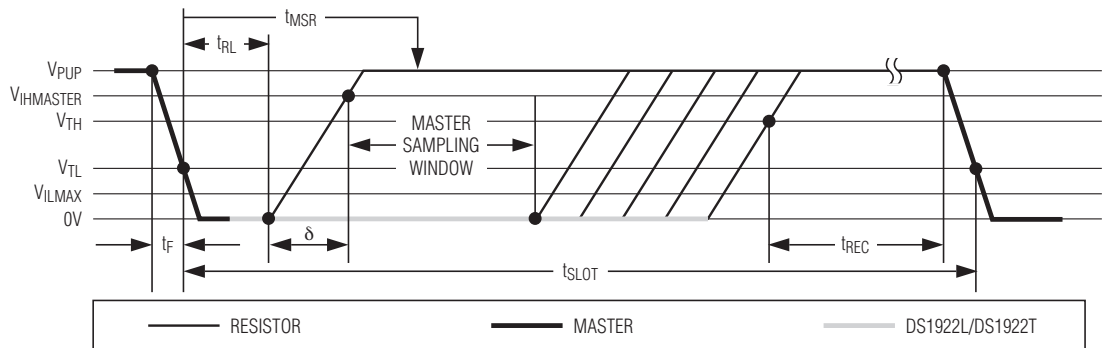 tMSR
tRL
VPUP
VIHMASTER
VTH
MASTER
SAMPLING
WINDOW
VTL
VILMAX
0V
tF
δ
tREC
tSLOT
RESISTOR MASTER DS1922L/DS1922T